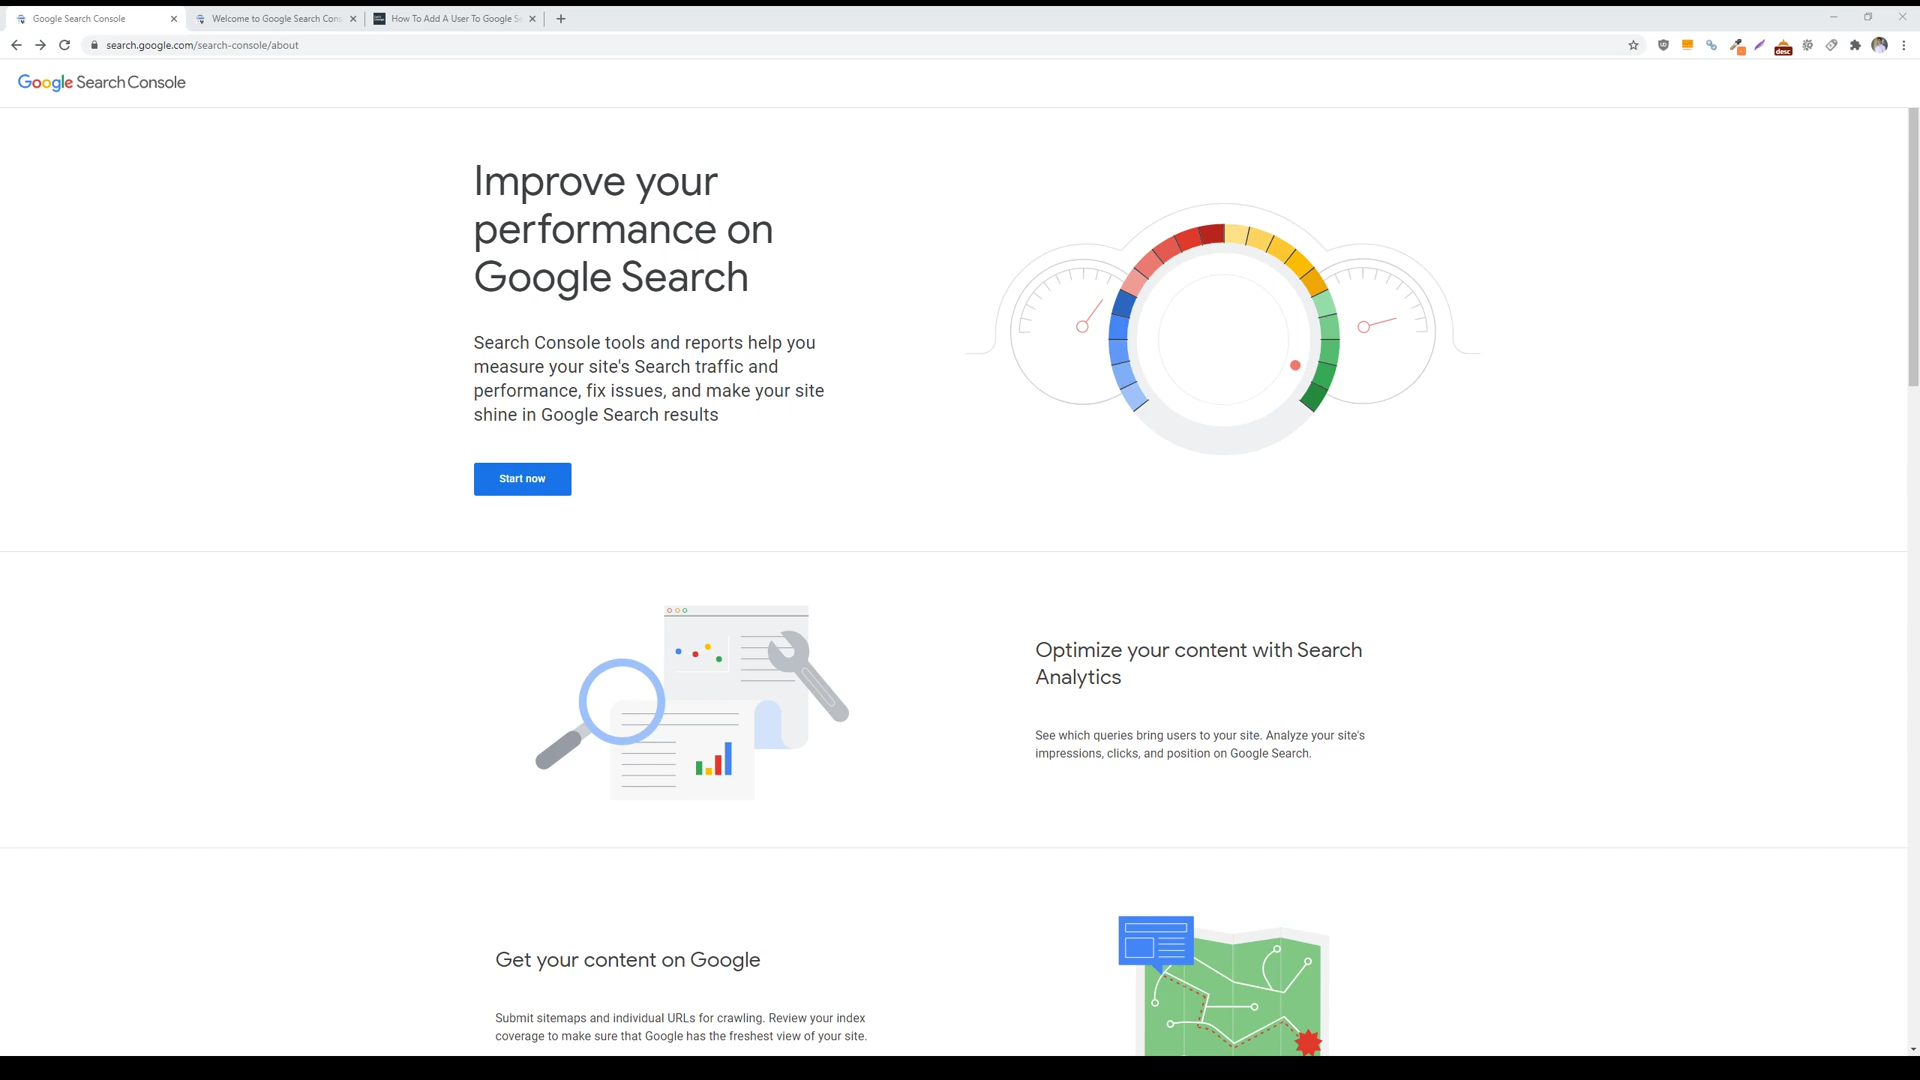 Google Search Console
Welcome to Google Search Cons
How To Add A User To Google Se
search.google.com/search-console/about
desc
Google Search Console
Improve your
performance on
Google Search
Search Console tools and reports help you
measure your site's Search traffic and
performance, fix issues, and make your site
shine in Google Search results
Start now
Optimize your content with Search
Analytics
See which queries bring users to your site. Analyze your site's
impressions, clicks, and position on Google Search.
Get your content on Google
Submit sitemaps and individual URLs for crawling. Review your index
coverage to make sure that Google has the freshest view of your site.